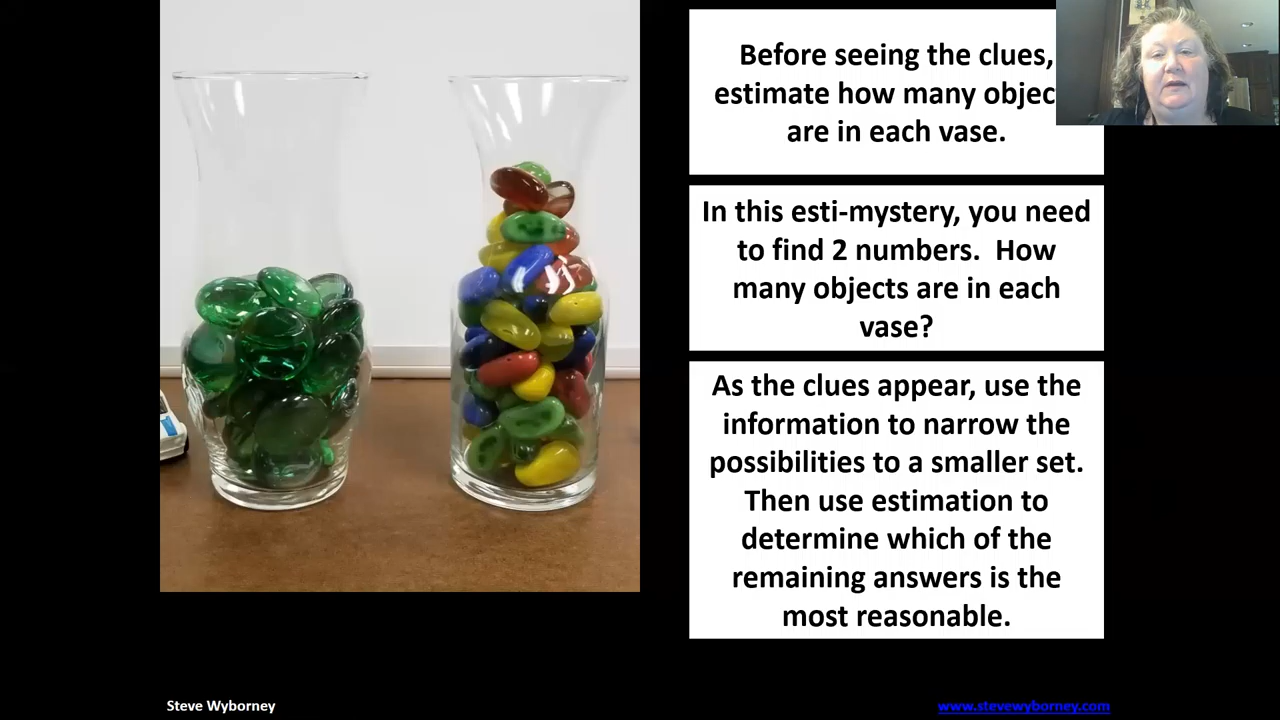 Before seeing the clues,
estimate how many
are in each vase.
In this esti-mystery, you need
to find 2 numbers. How
many objects are in each
vase?
As the clues appear, use the
information to narrow the
possibilities to a smaller set.
Then use estimation to
determine which of the
remaining answers is the
most reasonable.
Steve Wyborney
www.stevewyborney.com